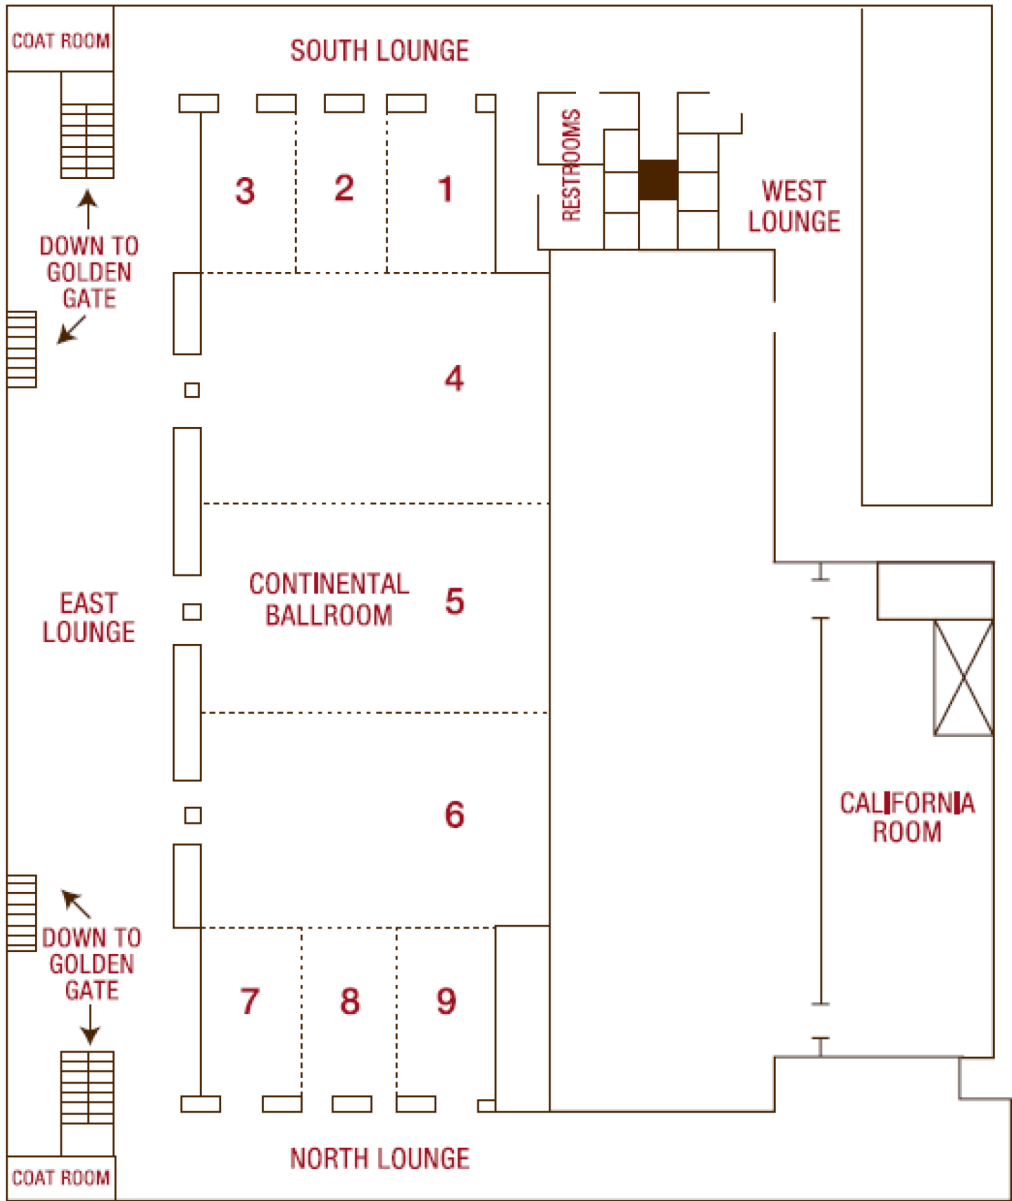 COAT ROOM
SOUTH LOUNGE
RESTROOMS
3
2
1
WEST
LOUNGE
DOWN TO
GOLDEN
GATE
4
EAST
LOUNGE
CONTINENTAL
BALLROOM
5
6
CALIFORNIA
ROOM
DOWN TO
GOLDEN
GATE
7
8
9
NORTH LOUNGE
COAT ROOM